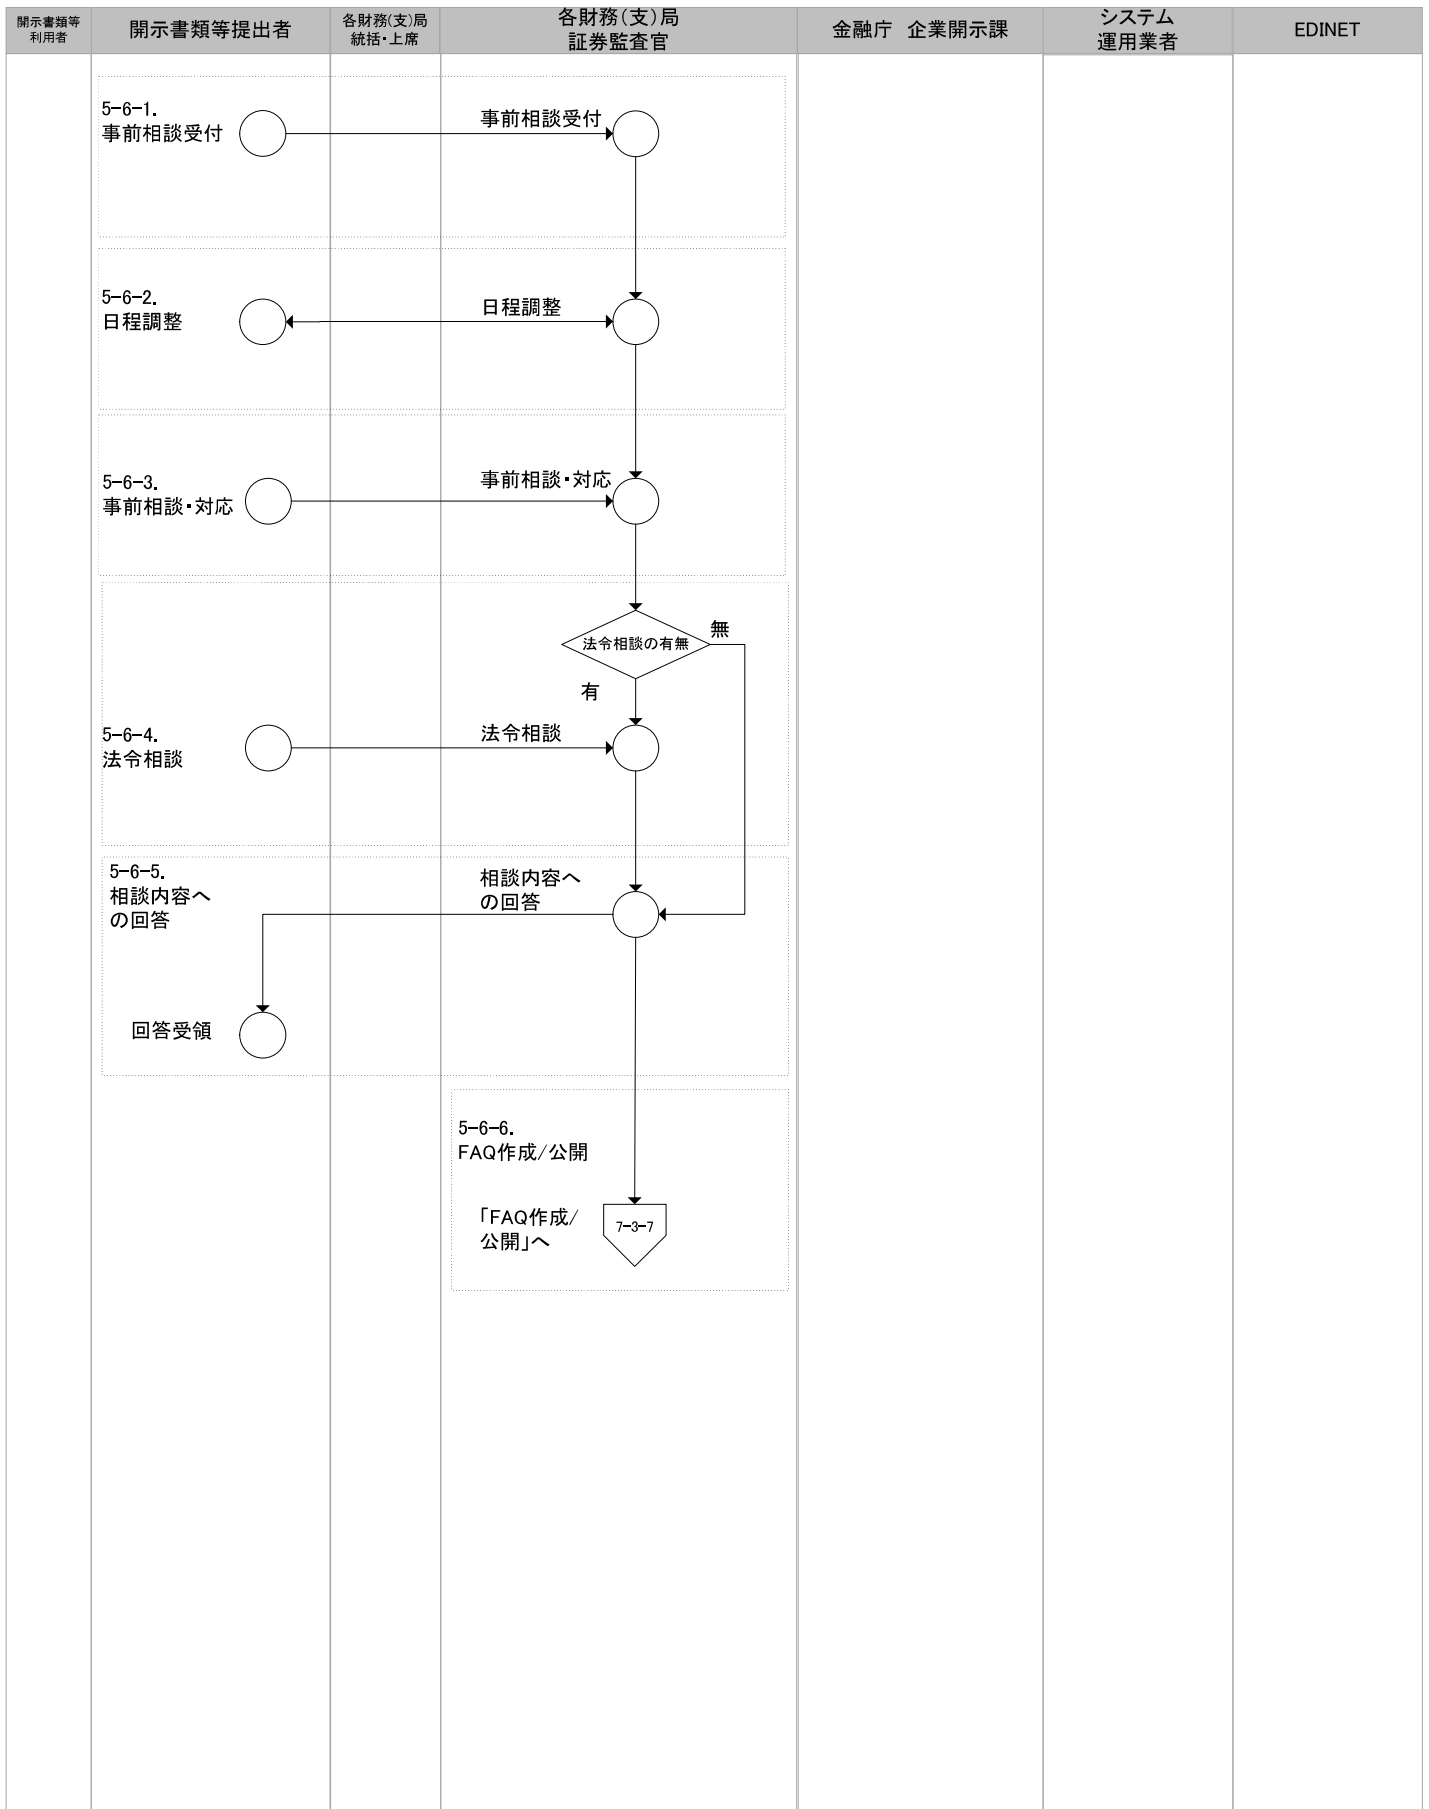 開示書類等
利用者
開示書類等提出者
各財務(支)局
統括・上席
各財務(支)局
証券監査官
金融庁　企業開示課
システム
運用業者
EDINET
5-6-1.
事前相談受付
事前相談受付
5-6-2.
日程調整
日程調整
5-6-3.
事前相談・対応
事前相談・対応
法令相談の有無
無
有
5-6-4.
法令相談
法令相談
5-6-5.
相談内容へ
の回答
相談内容へ
の回答
回答受領
5-6-6.
FAQ作成/公開
「FAQ作成/
公開」へ
7-3-7